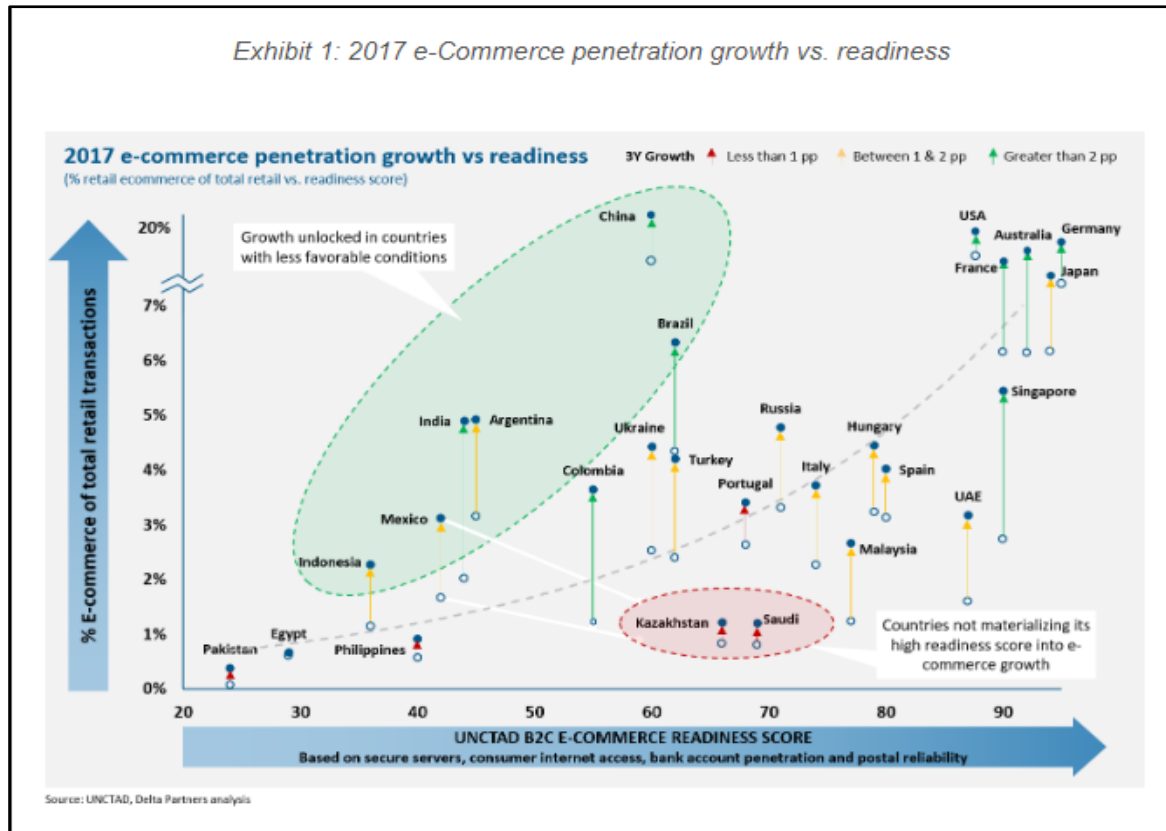 Exhibit 1: 2017 e-Commerce penetration growth vs. readiness
2017 e-commerce penetration growth vs readiness
(% retail ecommerce of total retail vs. readiness score)
3Y Growth
Less than 1 pp
Between 1 & 2 pp
Greater than 2 pp
% E-commerce of total retail transactions
20%
7%
6%
5%
4%
3%
2%
1%
0%
Growth unlocked in countries
with less favorable conditions
China
USA
Australia
Germany
France
Japan
Brazil
Singapore
India
Argentina
Ukraine
Russia
Hungary
Colombia
Turkey
Portugal
Italy
Spain
Mexico
UAE
Indonesia
Malaysia
Kazakhstan
Saudi
Pakistan
Egypt
Philippines
Countries not materializing its
high readiness score into e-
commerce growth
20
30
40
50
60
70
80
90
UNCTAD B2C E-COMMERCE READINESS SCORE
Based on secure servers, consumer internet access, bank account penetration and postal reliability
Source: UNCTAD, Delta Partners analysis